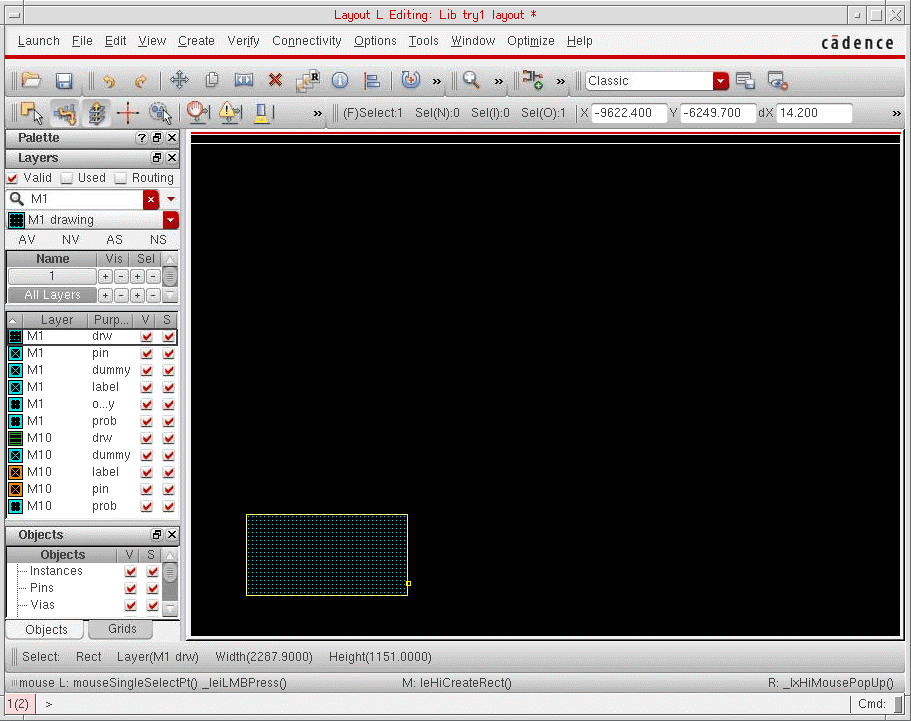 Layout L Editing: Lib try1 layout *
Launch File Edit View Create Verify Connectivity Options Tools Window Optimize Help
cādence
R » » » Classic
» (F)Select:1 Sel(N):0 Sel(I):0 Sel(O):1 X -9622.400 Y -6249.700 dX 14.200 »
Palette
Layers
Valid Used Routing
M1
M1 drawing
AV NV AS NS
Name Vis Sel
1 + - + -
All Layers + - + -
Layer Purp... V S
M1 drw
M1 pin
M1 dummy
M1 label
M1 o...y
M1 prob
M10 drw
M10 dummy
M10 label
M10 pin
M10 prob
Objects
Objects V S
Instances
Pins
Vias
Objects Grids
Select: Rect Layer(M1 drw) Width(2287.9000) Height(1151.0000)
mouse L: mouseSingleSelectPt() _leiLMBPress() M: leHiCreateRect() R: _lxHiMousePopUp()
1(2) > Cmd: